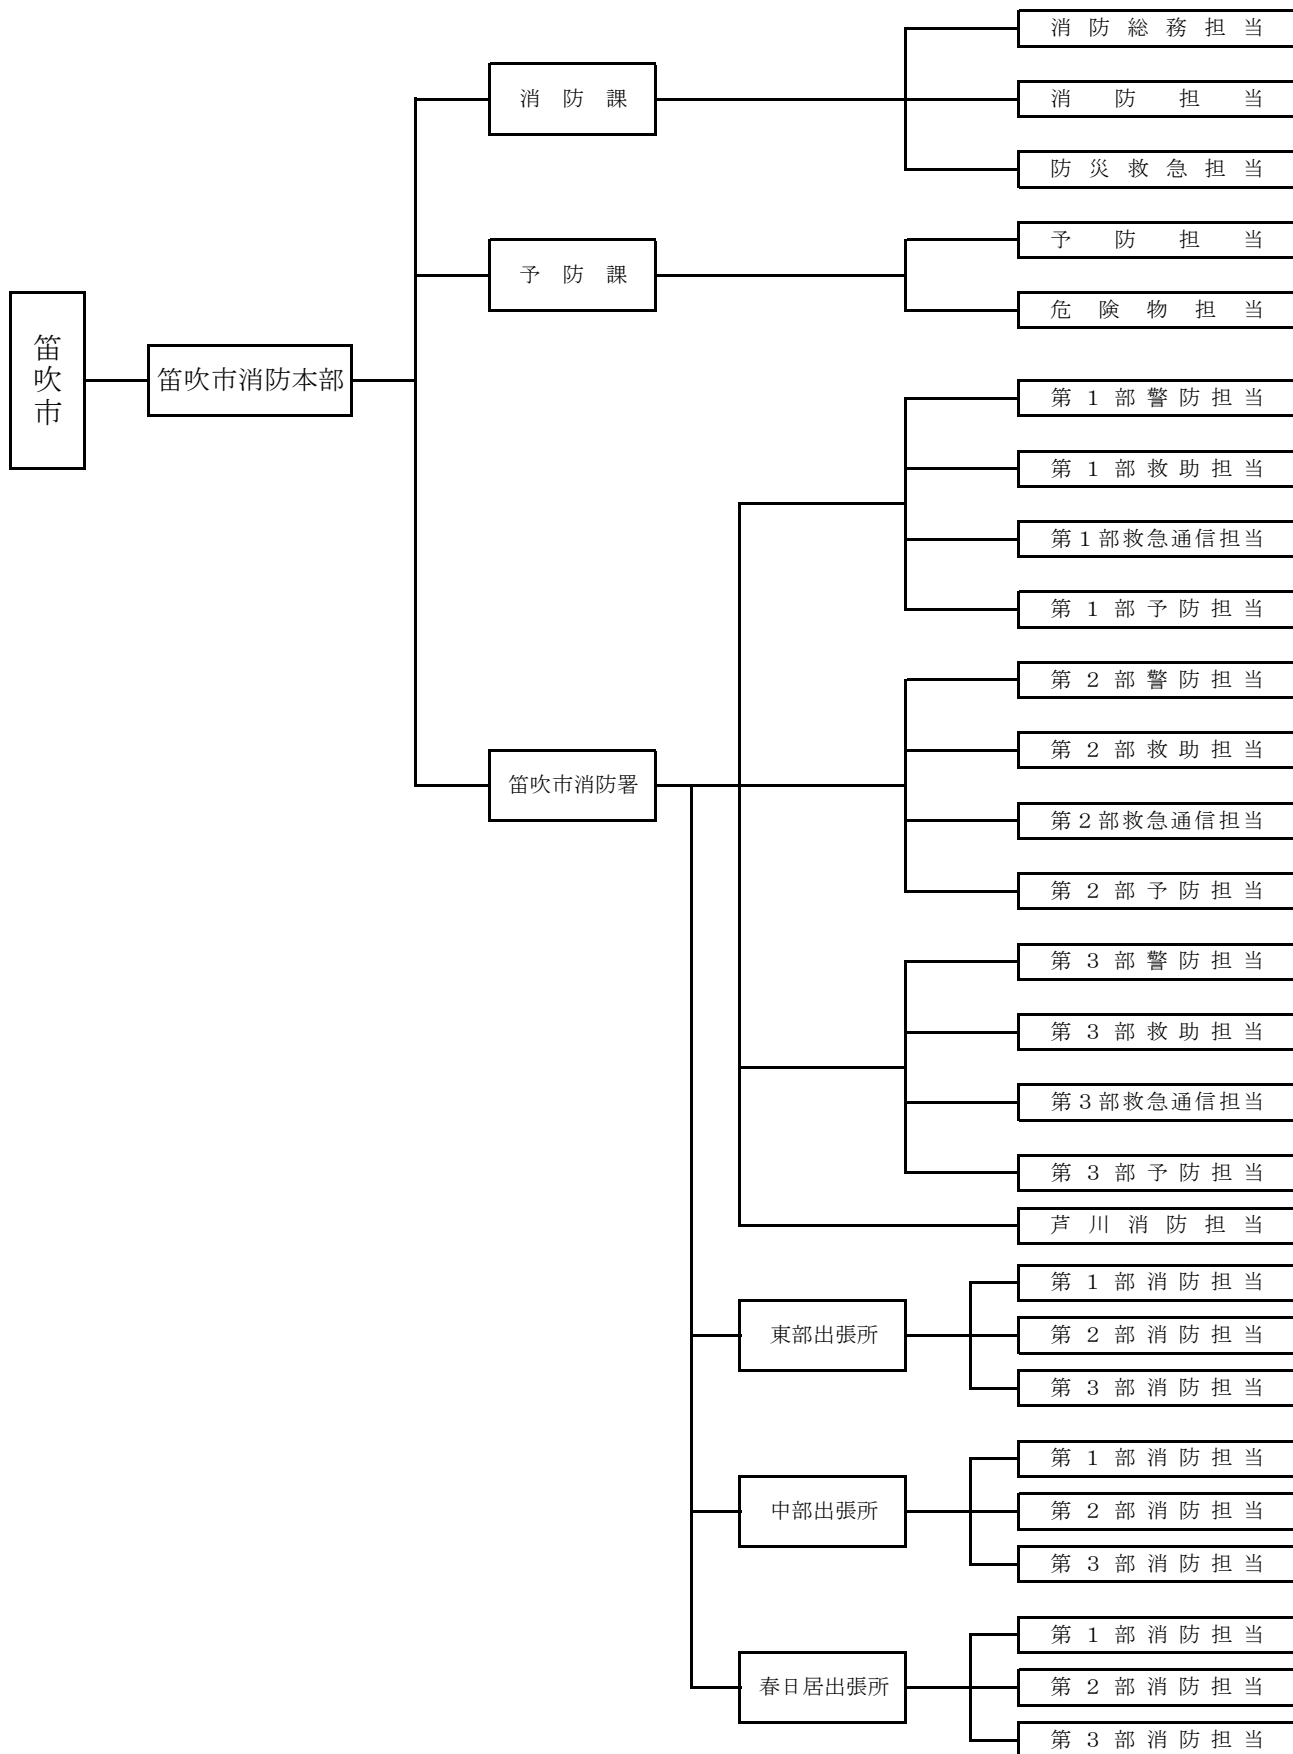 笛吹市
笛吹市消防本部
消防課
消防総務担当
消防担当
防災救急担当
予防課
予防担当
危険物担当
笛吹市消防署
第１部警防担当
第１部救助担当
第１部救急通信担当
第１部予防担当
第２部警防担当
第２部救助担当
第２部救急通信担当
第２部予防担当
第３部警防担当
第３部救助担当
第３部救急通信担当
第３部予防担当
芦川消防担当
東部出張所
第１部消防担当
第２部消防担当
第３部消防担当
中部出張所
第１部消防担当
第２部消防担当
第３部消防担当
春日居出張所
第１部消防担当
第２部消防担当
第３部消防担当